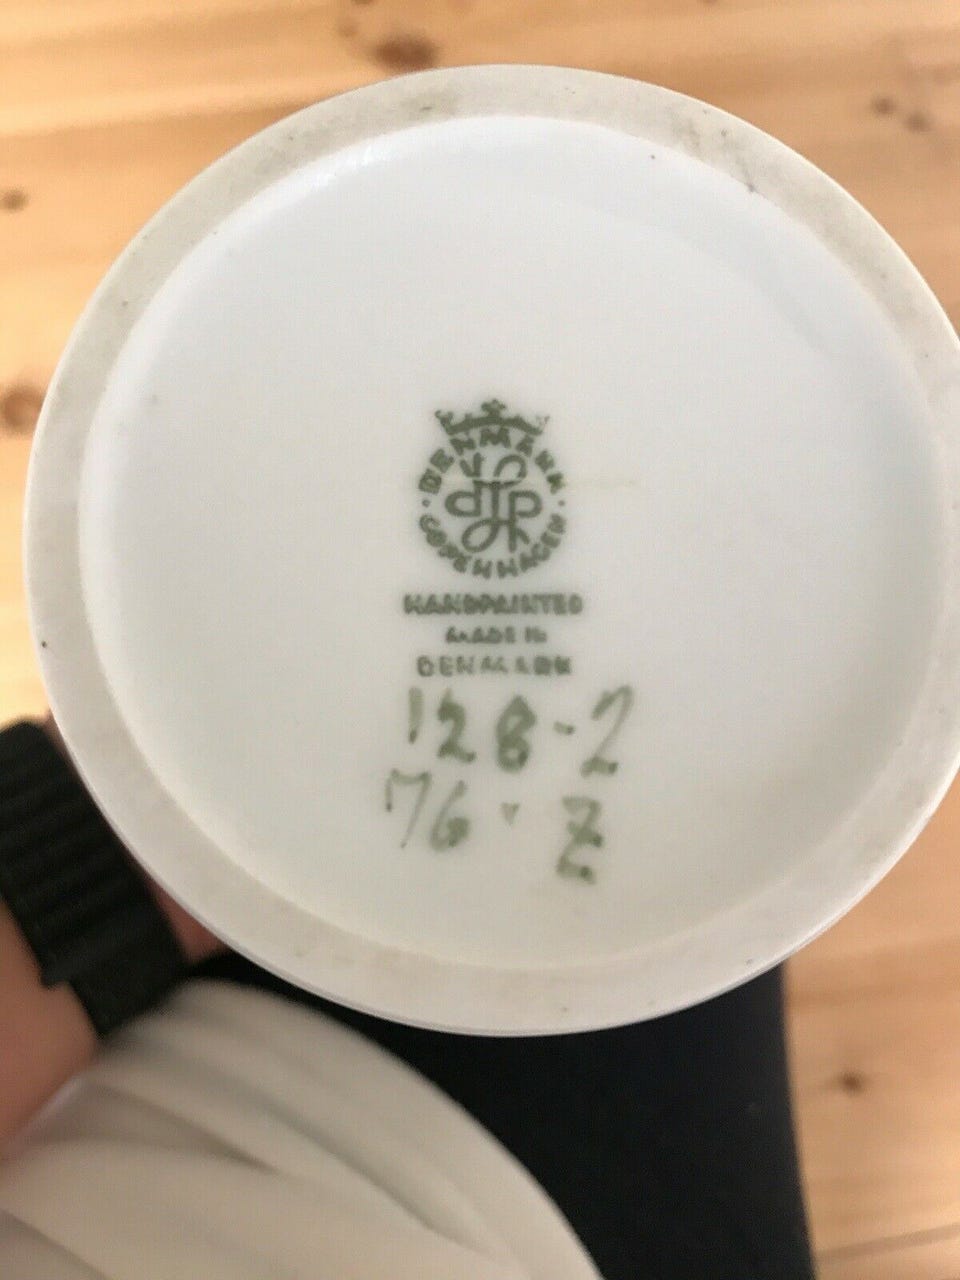 DENMARK
COPENHAGEN
HANDPAINTED
MADE IN
DENMARK
128-2
76